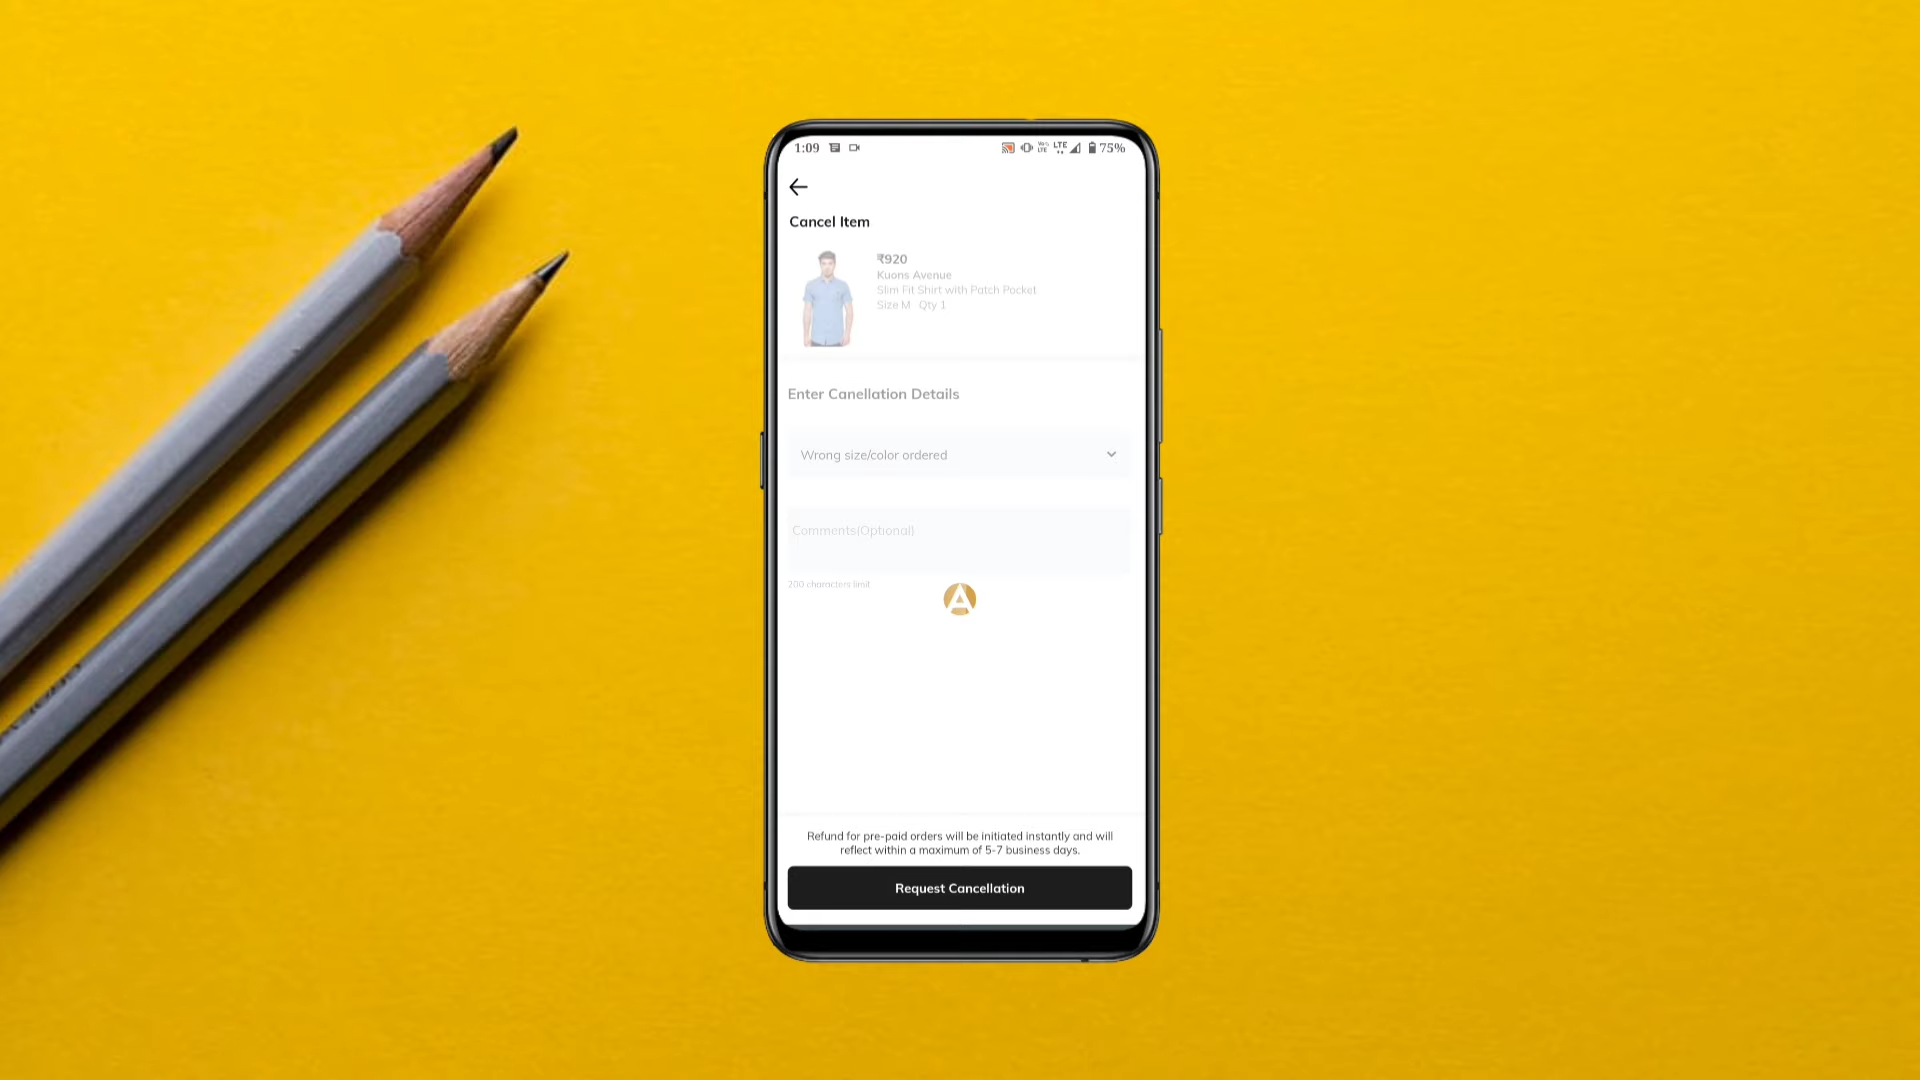 1:09
LTE
75%
Cancel Item
₹920
Kuons Avenue
Slim Fit Shirt with Patch Pocket
Size M Qty 1
Enter Canellation Details
Wrong size/color ordered
Comments(Optional)
200 characters limit
Refund for pre-paid orders will be initiated instantly and will
reflect within a maximum of 5-7 business days.
Request Cancellation